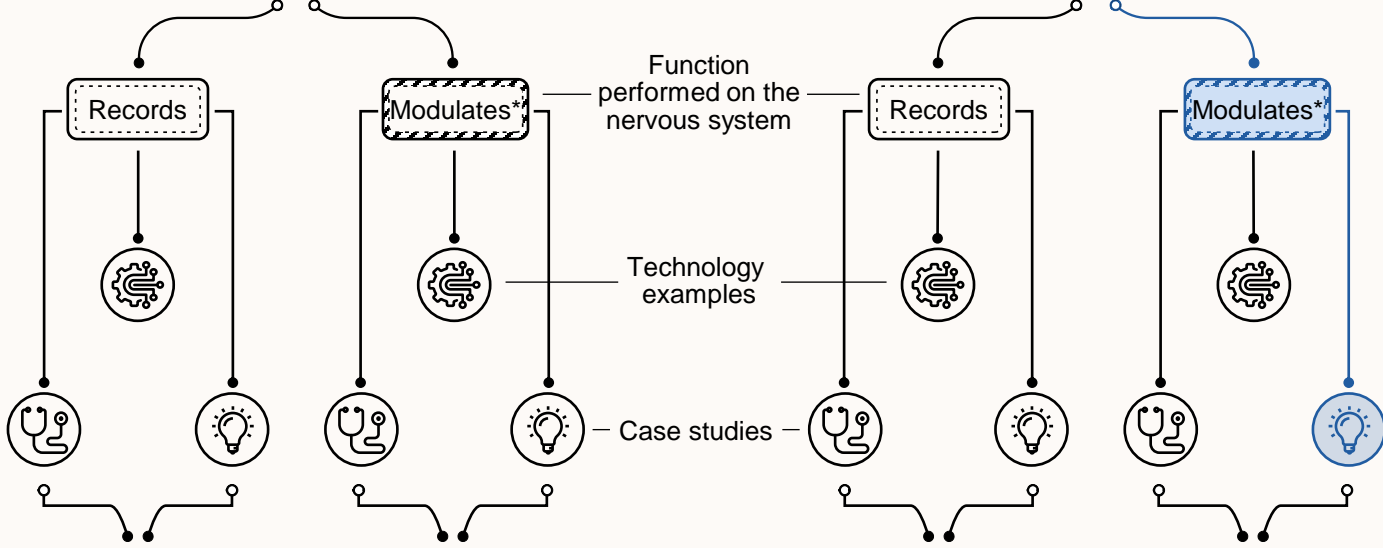 Records
Modulates*
Function
performed on the
nervous system
Records
Modulates*
Technology
examples
Case studies